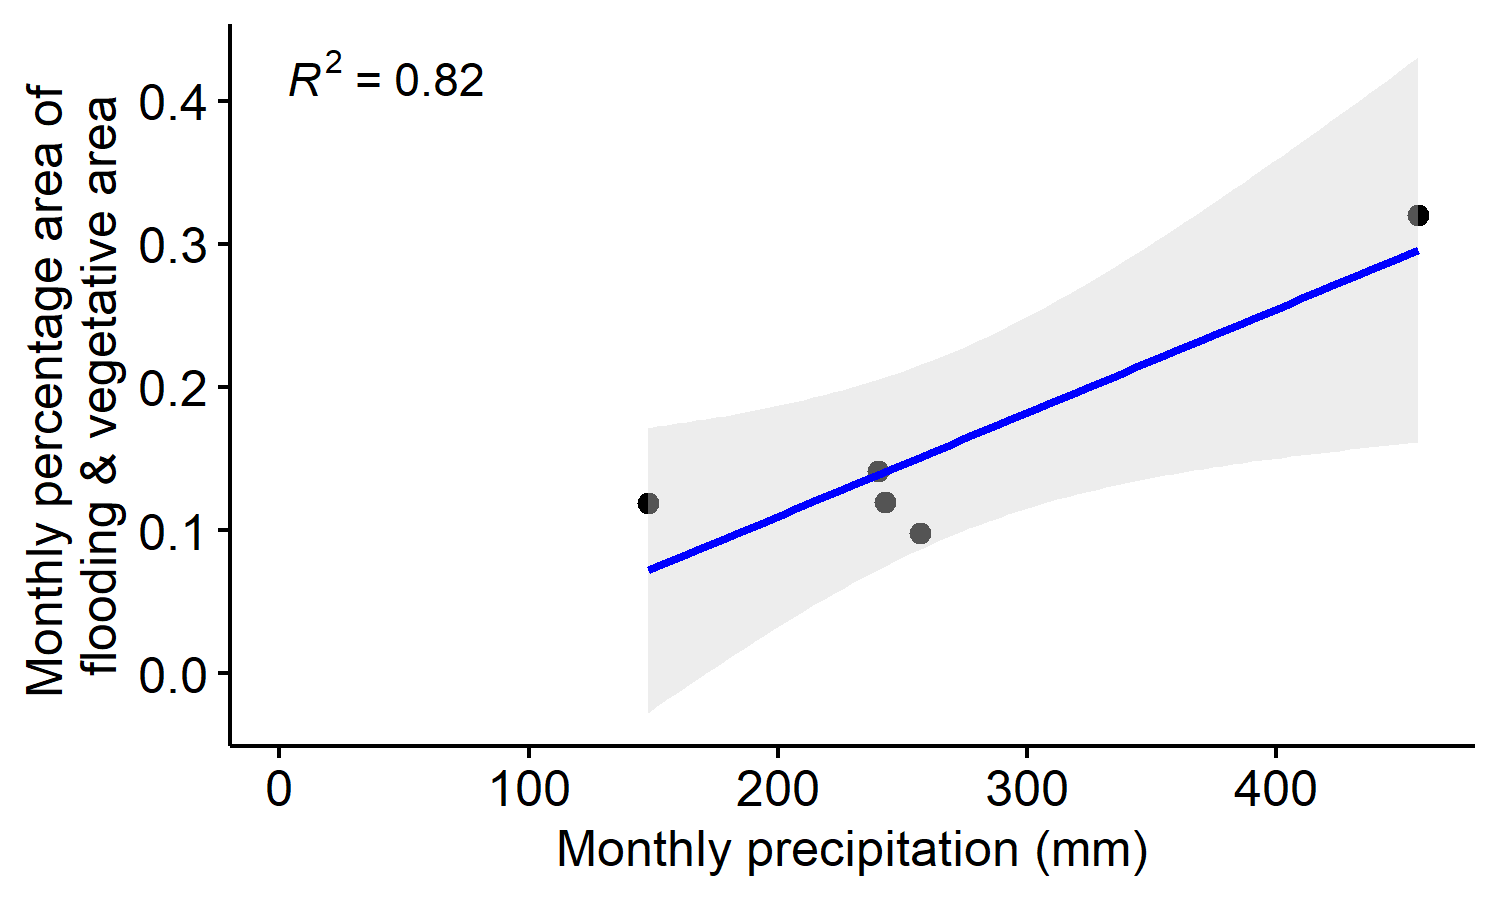 Monthly percentage area of
flooding & vegetative area
R² = 0.82
0.4
0.3
0.2
0.1
0.0
0 100 200 300 400
Monthly precipitation (mm)